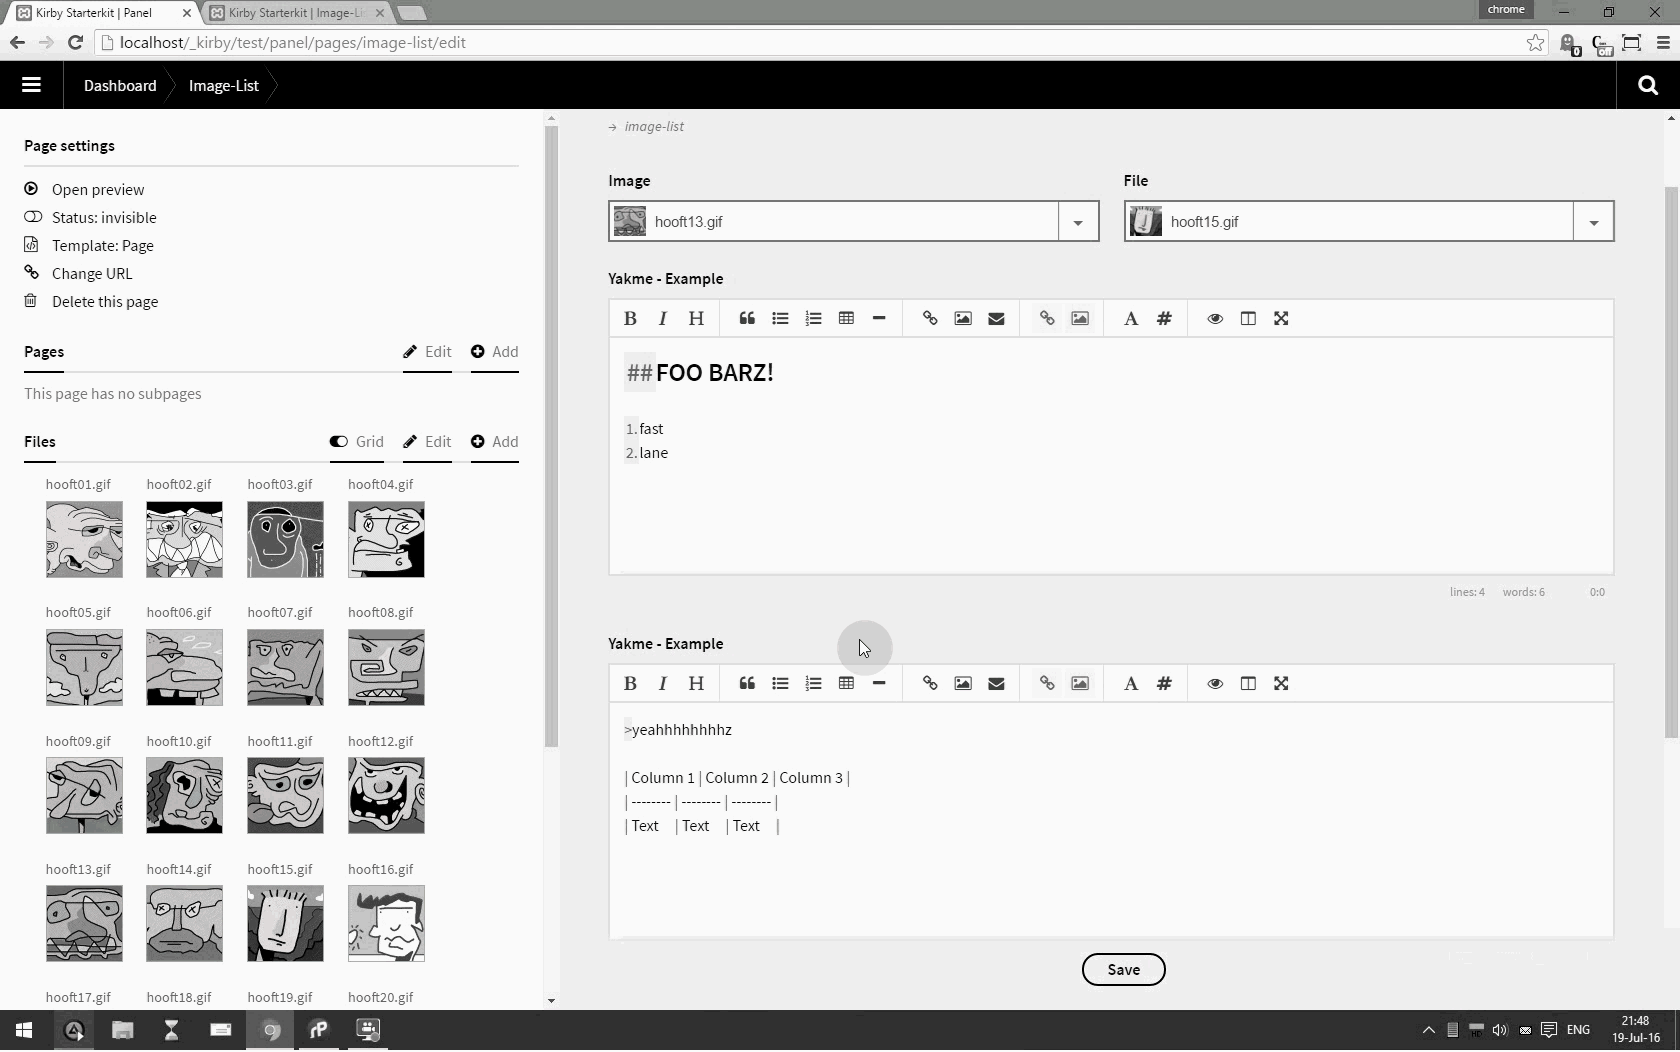 Kirby Starterkit | Panel
Kirby Starterkit | Image-Li
chrome
localhost/_kirby/test/panel/pages/image-list/edit
Dashboard
Image-List
Page settings
Open preview
Status: invisible
Template: Page
Change URL
Delete this page
Pages
Edit
Add
This page has no subpages
Files
Grid
Edit
Add
hooft01.gif
hooft02.gif
hooft03.gif
hooft04.gif
hooft05.gif
hooft06.gif
hooft07.gif
hooft08.gif
hooft09.gif
hooft10.gif
hooft11.gif
hooft12.gif
hooft13.gif
hooft14.gif
hooft15.gif
hooft16.gif
hooft17.gif
hooft18.gif
hooft19.gif
hooft20.gif
→ image-list
Image
File
hooft13.gif
hooft15.gif
Yakme - Example
B I H A #
##FOO BARZ!
1.fast
2.lane
lines: 4 words: 6 0:0
Yakme - Example
B I H A #
>yeahhhhhhhhz
| Column 1 | Column 2 | Column 3 |
| -------- | -------- | -------- |
| Text | Text | Text |
Save
ENG
21:48
19-Jul-16